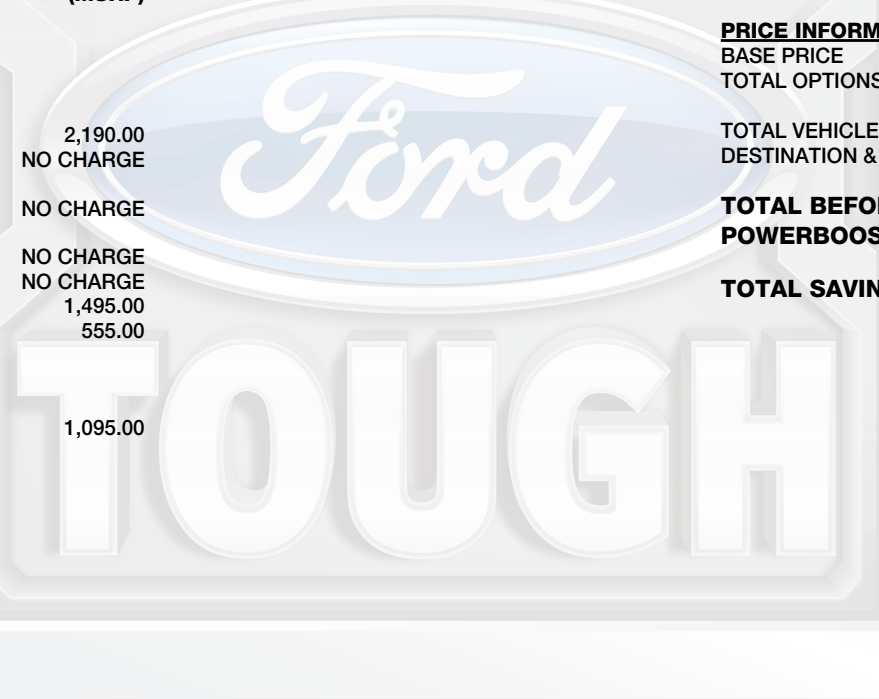 (MSRP)
2,190.00
NO CHARGE
NO CHARGE
NO CHARGE
NO CHARGE
1,495.00
555.00
1,095.00
PRICE INFORM
BASE PRICE
TOTAL OPTIONS
TOTAL VEHICLE
DESTINATION &
TOTAL BEFO
POWERBOOS
TOTAL SAVIN
Ford
TOUGH